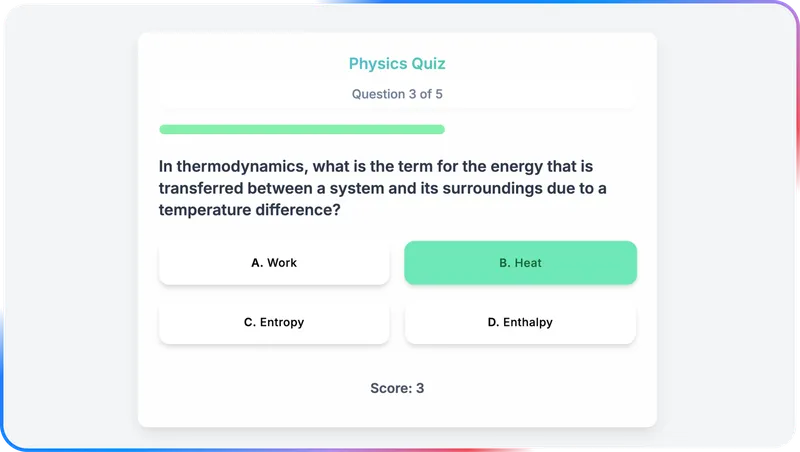 Physics Quiz
Question 3 of 5
In thermodynamics, what is the term for the energy that is
transferred between a system and its surroundings due to a
temperature difference?
A. Work
B. Heat
C. Entropy
D. Enthalpy
Score: 3